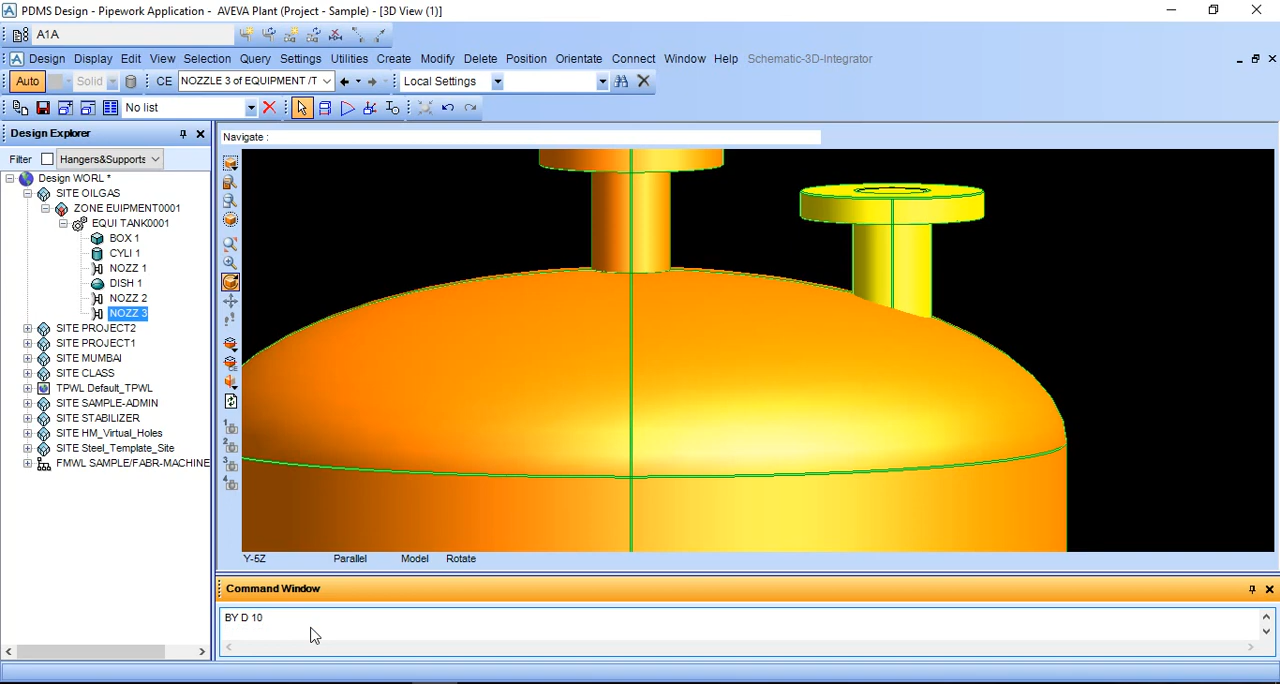 PDMS Design - Pipework Application - AVEVA Plant (Project - Sample) - [3D View (1)]
A1A
Design Display Edit View Selection Query Settings Utilities Create Modify Delete Position Orientate Connect Window Help Schematic-3D-Integrator
Auto Solid CE NOZZLE 3 of EQUIPMENT /T Local Settings
No list
Design Explorer
Navigate :
Filter Hangers&Supports
Design WORL *
SITE OILGAS
ZONE EUIPMENT0001
EQUI TANK0001
BOX 1
CYLI 1
NOZZ 1
DISH 1
NOZZ 2
NOZZ 3
SITE PROJECT2
SITE PROJECT1
SITE MUMBAI
SITE CLASS
TPWL Default_TPWL
SITE SAMPLE-ADMIN
SITE STABILIZER
SITE HM_Virtual_Holes
SITE Steel_Template_Site
FMWL SAMPLE/FABR-MACHINE
CE
1
2
3
4
Y-5Z Parallel Model Rotate
Command Window
BY D 10